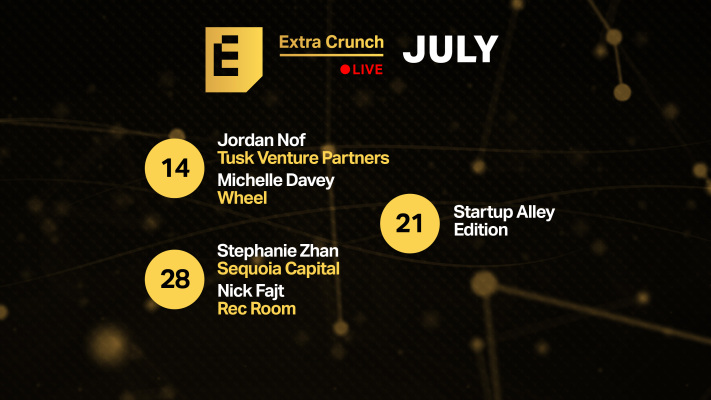 E
Extra Crunch
LIVE
JULY
14
Jordan Nof
Tusk Venture Partners
Michelle Davey
Wheel
21
Startup Alley
Edition
28
Stephanie Zhan
Sequoia Capital
Nick Fajt
Rec Room